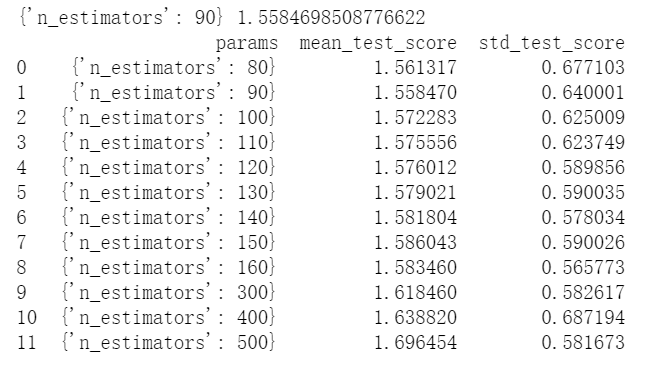 {'n_estimators': 90} 1.5584698508776622
params mean_test_score std_test_score
0 {'n_estimators': 80} 1.561317 0.677103
1 {'n_estimators': 90} 1.558470 0.640001
2 {'n_estimators': 100} 1.572283 0.625009
3 {'n_estimators': 110} 1.575556 0.623749
4 {'n_estimators': 120} 1.576012 0.589856
5 {'n_estimators': 130} 1.579021 0.590035
6 {'n_estimators': 140} 1.581804 0.578034
7 {'n_estimators': 150} 1.586043 0.590026
8 {'n_estimators': 160} 1.583460 0.565773
9 {'n_estimators': 300} 1.618460 0.582617
10 {'n_estimators': 400} 1.638820 0.687194
11 {'n_estimators': 500} 1.696454 0.581673